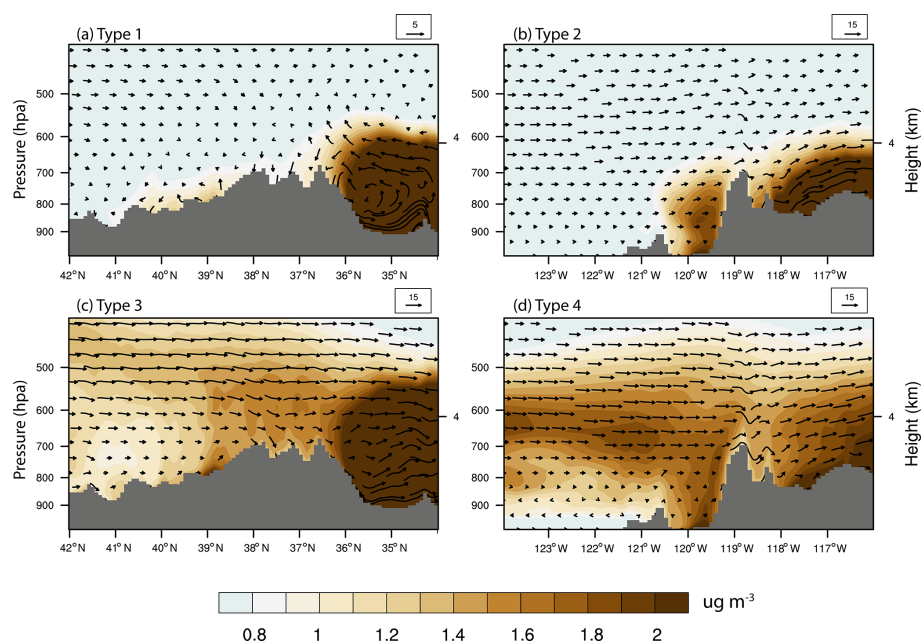 (a) Type 1
5
(b) Type 2
15
Pressure (hpa)
500
600
700
800
900
4
42°N 41°N 40°N 39°N 38°N 37°N 36°N 35°N
500
600
700
800
900
4
Height (km)
123°W 122°W 121°W 120°W 119°W 118°W 117°W
(c) Type 3
15
(d) Type 4
15
Pressure (hpa)
500
600
700
800
900
4
42°N 41°N 40°N 39°N 38°N 37°N 36°N 35°N
500
600
700
800
900
4
Height (km)
123°W 122°W 121°W 120°W 119°W 118°W 117°W
ug m-3
0.8 1 1.2 1.4 1.6 1.8 2